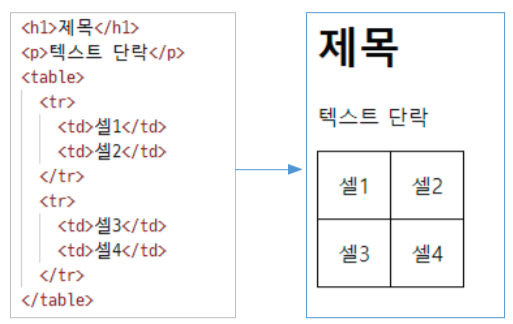 <h1>제목</h1>
<p>텍스트 단락</p>
<table>
<tr>
<td>셀1</td>
<td>셀2</td>
</tr>
<tr>
<td>셀3</td>
<td>셀4</td>
</tr>
</table>
제목
텍스트 단락
셀1 셀2
셀3 셀4